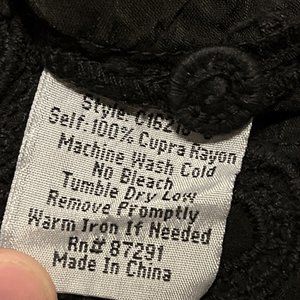 Style:
Self:100% Cupra Rayon
Machine Wash Cold
No Bleach
Tumble Dry Low
Remove Promptly
Warm Iron If Needed
Rn# 87291
Made In China